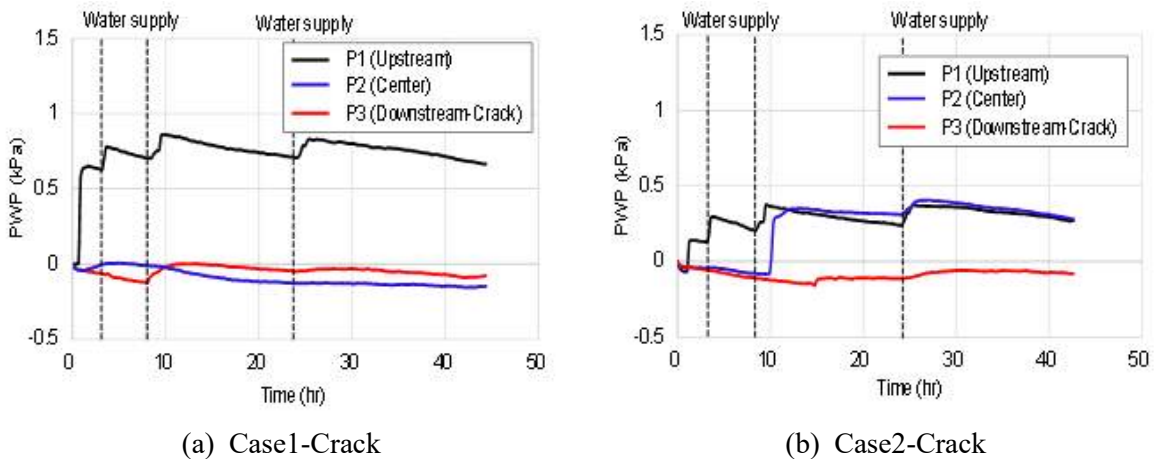 Water supply
Water supply
1.5
1
0.5
0
-0.5
PWP (kPa)
P1 (Upstream)
P2 (Center)
P3 (Downstream-Crack)
0
10
20
30
40
50
Time (hr)
(a) Case1-Crack
Water supply
Water supply
1.5
1
0.5
0
-0.5
PWP (kPa)
P1 (Upstream)
P2 (Center)
P3 (Downstream-Crack)
0
10
20
30
40
50
Time (hr)
(b) Case2-Crack